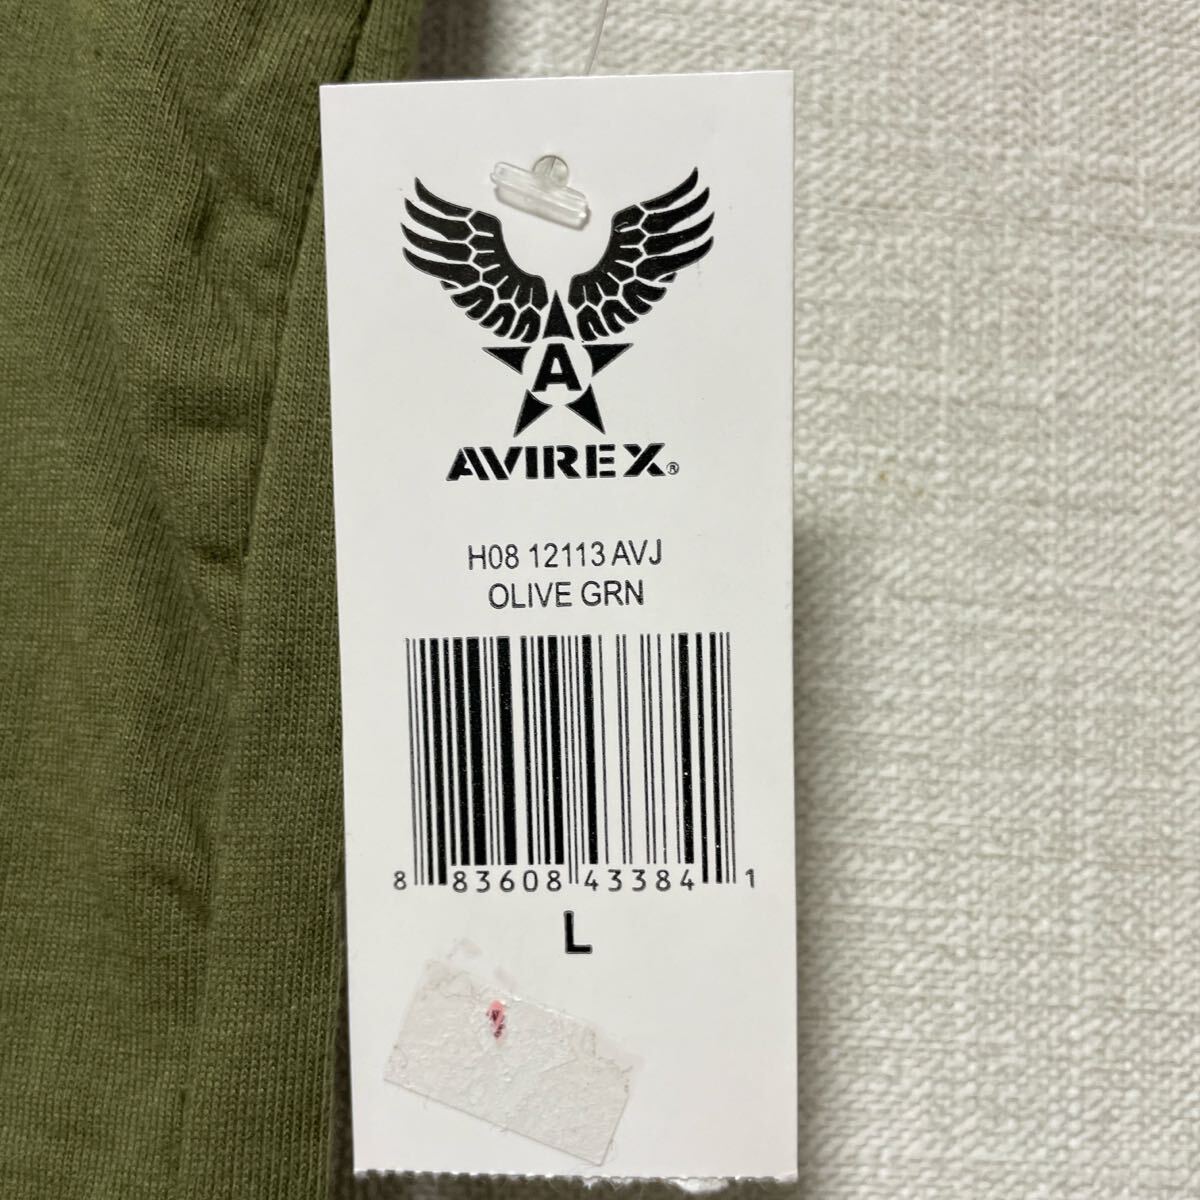 A
AVIREX®
H08 12113 AVJ
OLIVE GRN
8 83608 43384 1
L